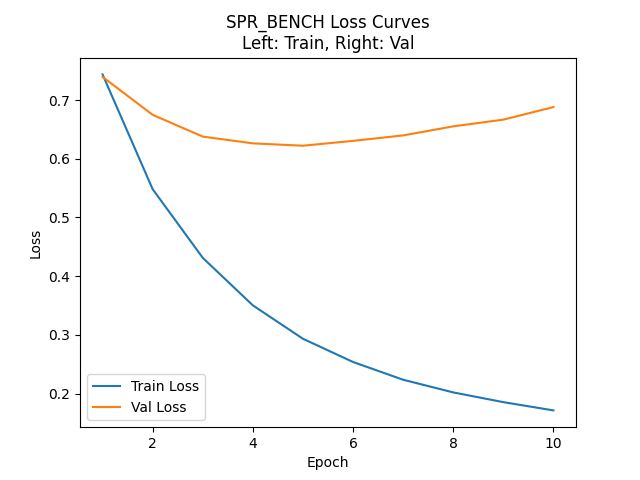 SPR_BENCH Loss Curves
Left: Train, Right: Val
Loss
0.7
0.6
0.5
0.4
0.3
0.2
Train Loss
Val Loss
2
4
6
8
10
Epoch